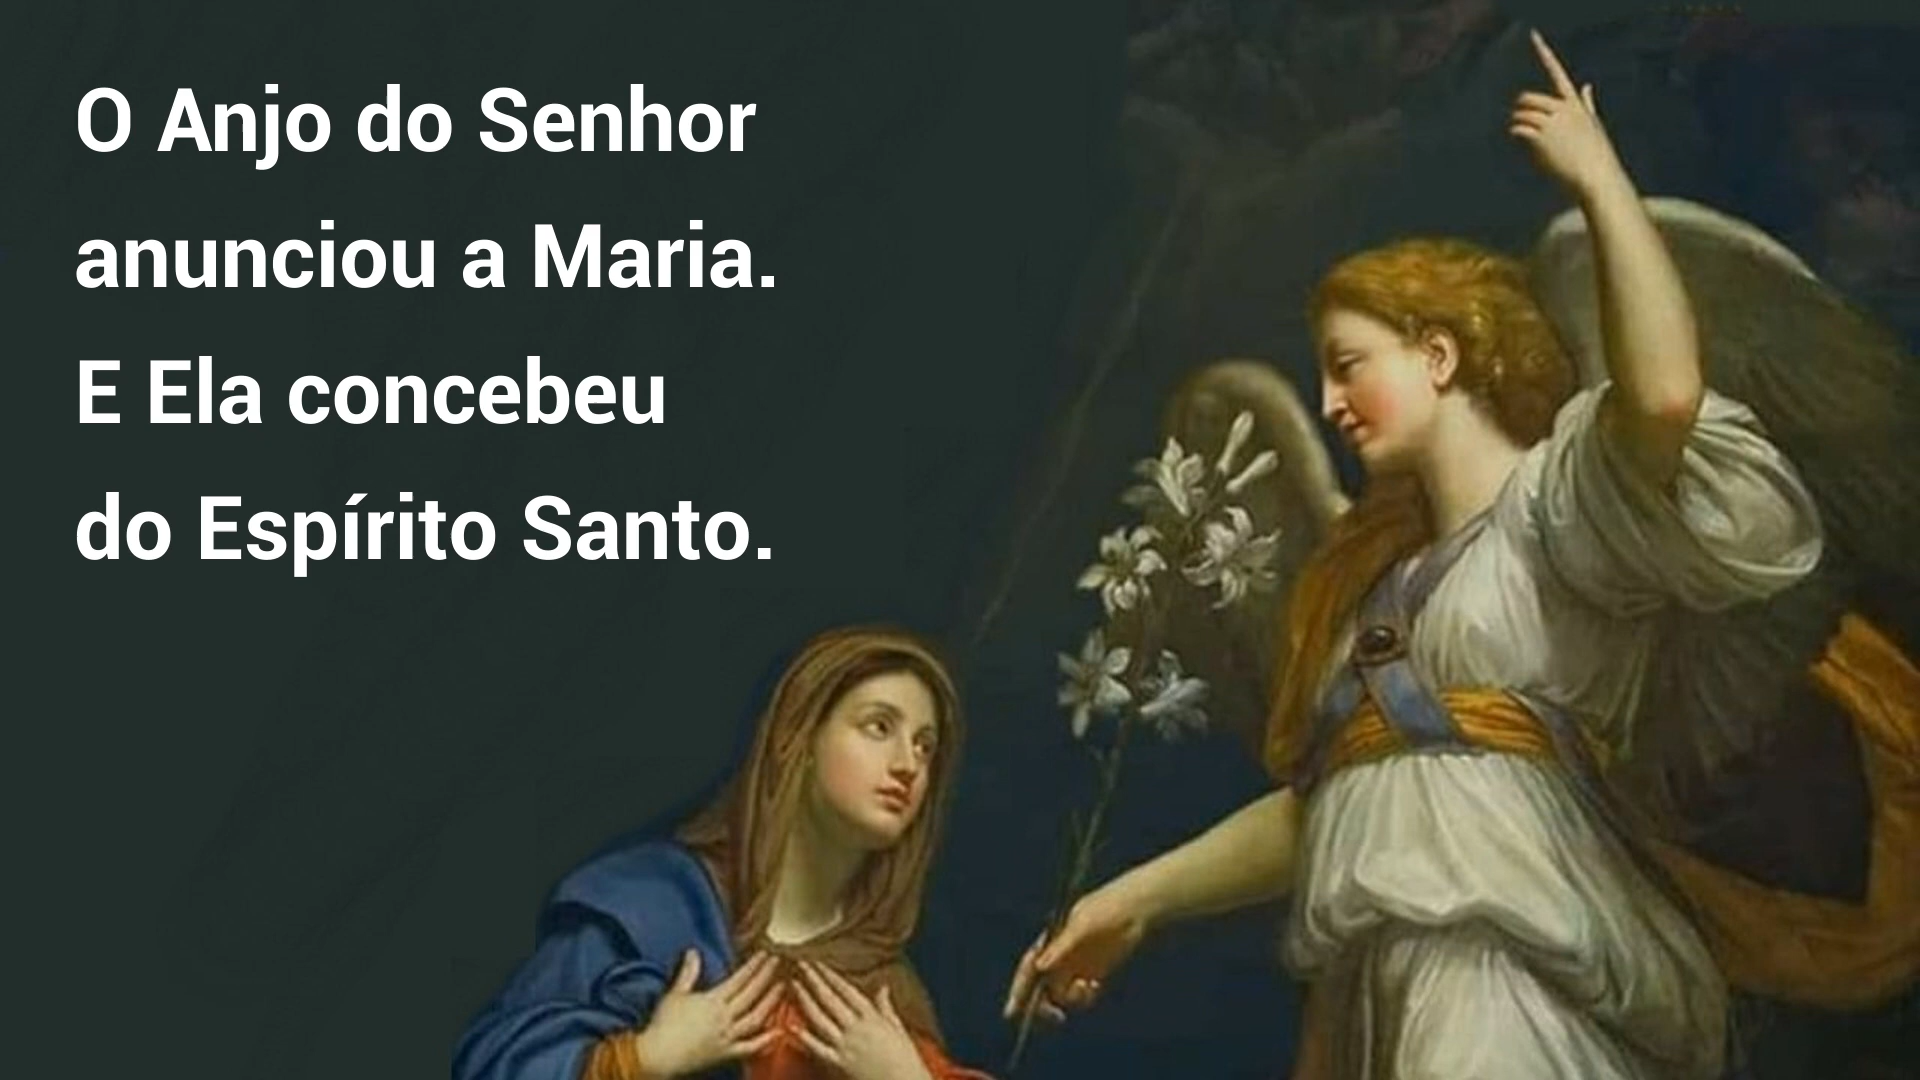 O Anjo do Senhor
anunciou a Maria.
E Ela concebeu
do Espírito Santo.